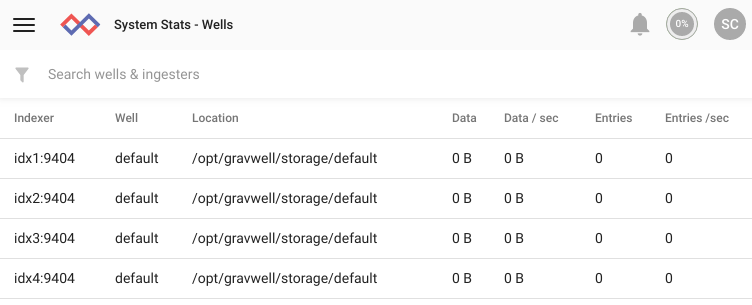 System Stats - Wells 0% SC
Search wells & ingesters
Indexer Well Location Data Data / sec Entries Entries /sec
idx1:9404 default /opt/gravwell/storage/default 0 B 0 B 0 0
idx2:9404 default /opt/gravwell/storage/default 0 B 0 B 0 0
idx3:9404 default /opt/gravwell/storage/default 0 B 0 B 0 0
idx4:9404 default /opt/gravwell/storage/default 0 B 0 B 0 0